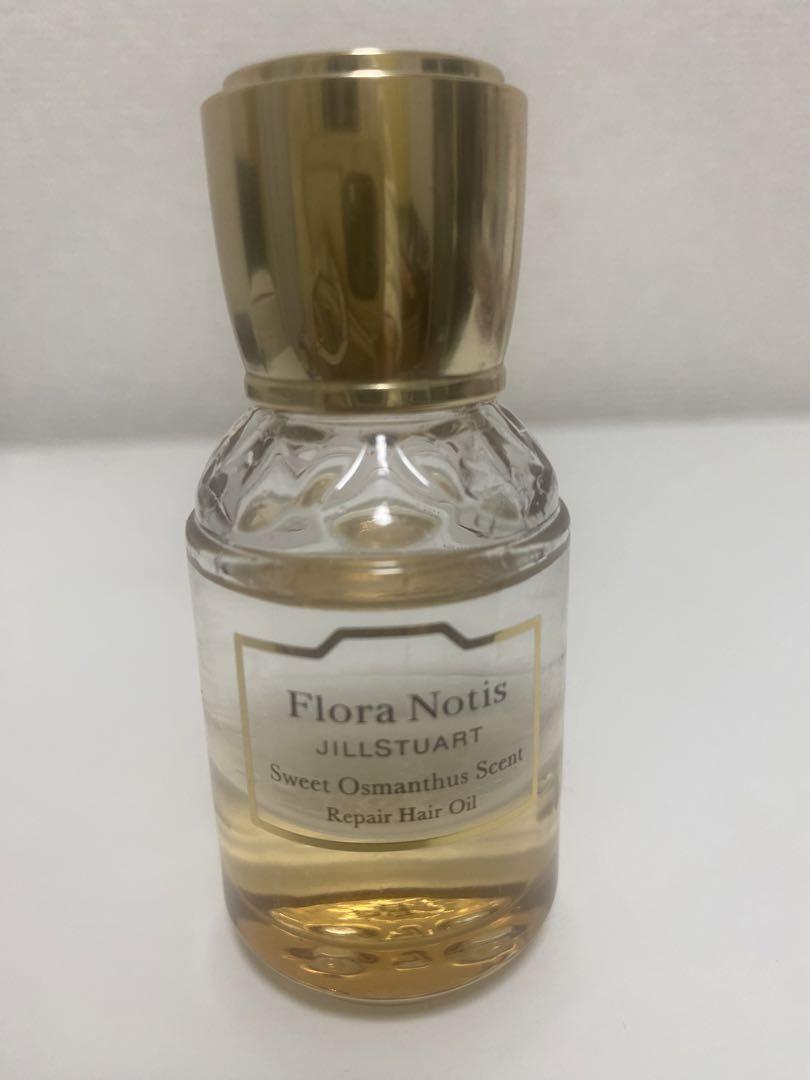 Flora Notis
JILLSTUART
Sweet Osmanthus Scent
Repair Hair Oil